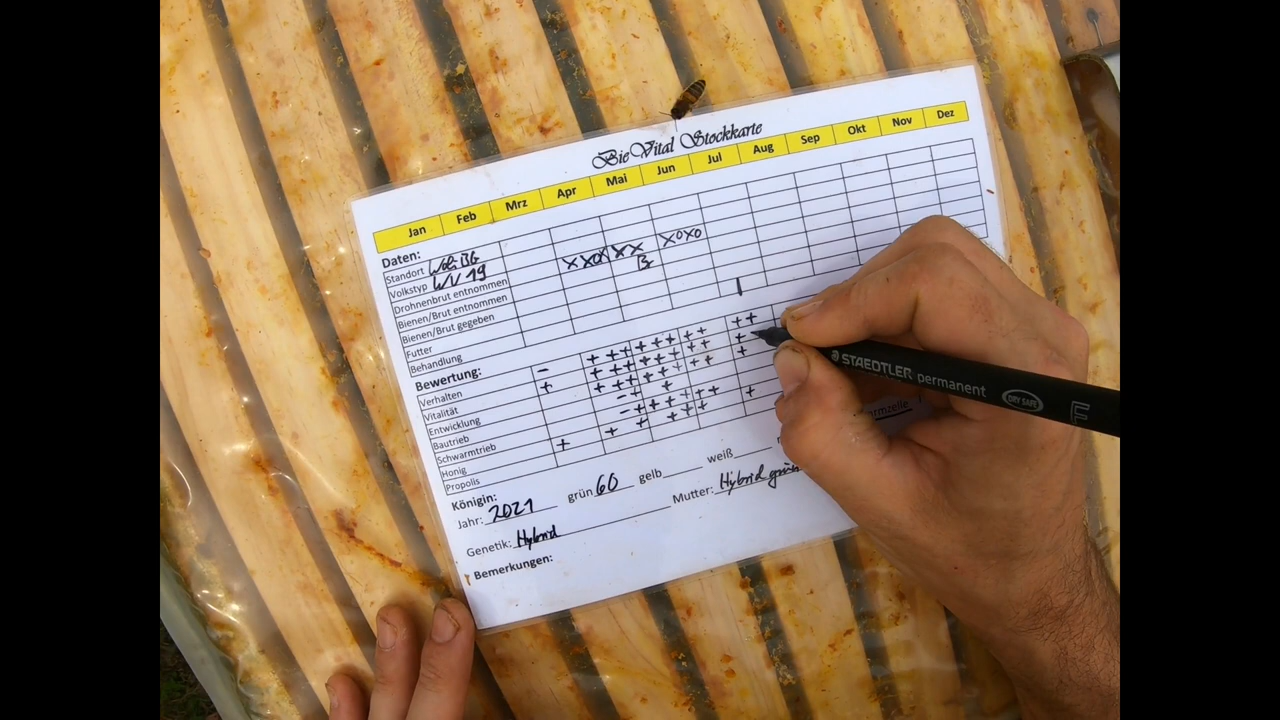 BieVital Stockkarte
Jan Feb Mrz Apr Mai Jun Jul Aug Sep Okt Nov Dez
Daten:
Standort
Volkstyp WV 19
Drohnenbrut entnommen X X O X X X X O X O
Bienen/Brut entnommen B
Bienen/Brut gegeben
Futter
Behandlung
Bewertung:
Verhalten - + + + + + + + + + +
Vitalität + + + + + + + + + +
Entwicklung + + + + + + + + +
Bautrieb - + +
Schwarmtrieb - + + + + + +
Honig + + + + +
Propolis
Königin:
Jahr: 2021 grün 60 gelb weiß
Genetik: Hybrid Mutter: Hybrid grün
Bemerkungen:
STAEDTLER permanent DRY SAFE F